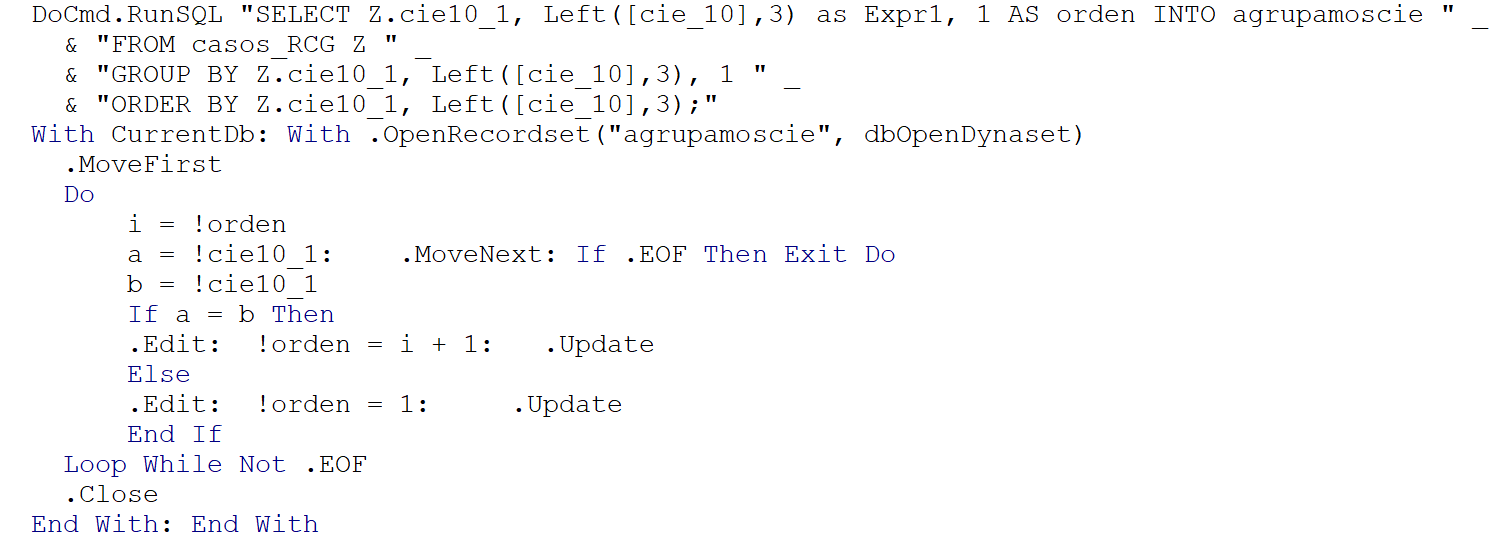 DoCmd.RunSQL "SELECT Z.cie10_1, Left([cie_10],3) as Expr1, 1 AS orden INTO agrupamoscie " _
& "FROM casos_RCG Z " _
& "GROUP BY Z.cie10_1, Left([cie_10],3), 1 " _
& "ORDER BY Z.cie10_1, Left([cie_10],3);"
With CurrentDb: With .OpenRecordset("agrupamoscie", dbOpenDynaset)
.MoveFirst
Do
i = !orden
a = !cie10_1:    .MoveNext: If .EOF Then Exit Do
b = !cie10_1
If a = b Then
.Edit:  !orden = i + 1:   .Update
Else
.Edit:  !orden = 1:     .Update
End If
Loop While Not .EOF
.Close
End With: End With